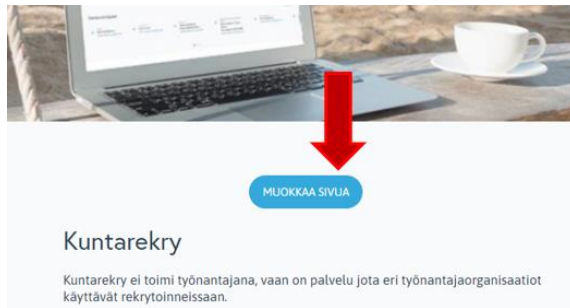 MUOKKAA SIVUA
Kuntarekry
Kuntarekry ei toimi työnantajana, vaan on palvelu jota eri työnantajaorganisaatiot
käyttävät rekrytoinneissaan.